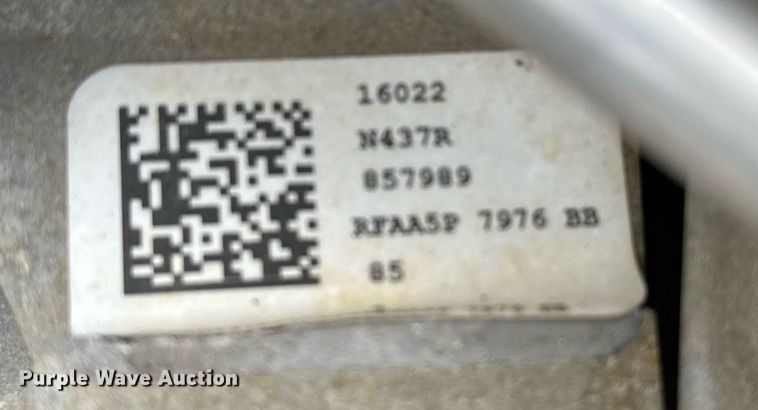 16022
N437R
857989
RFAA5P 7976 BB
85
Purple Wave Auction